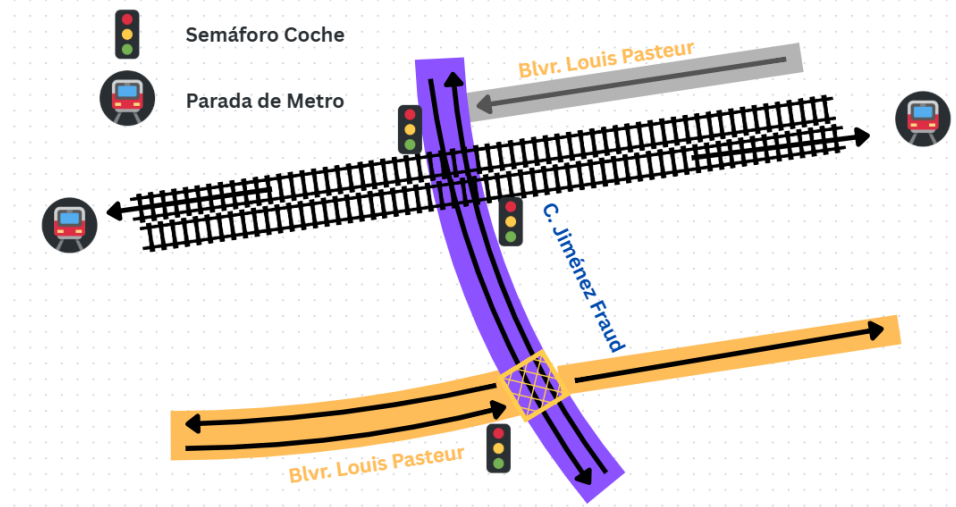 Semáforo Coche
Parada de Metro
Blvr. Louis Pasteur
C. Jiménez Fraud
Blvr. Louis Pasteur